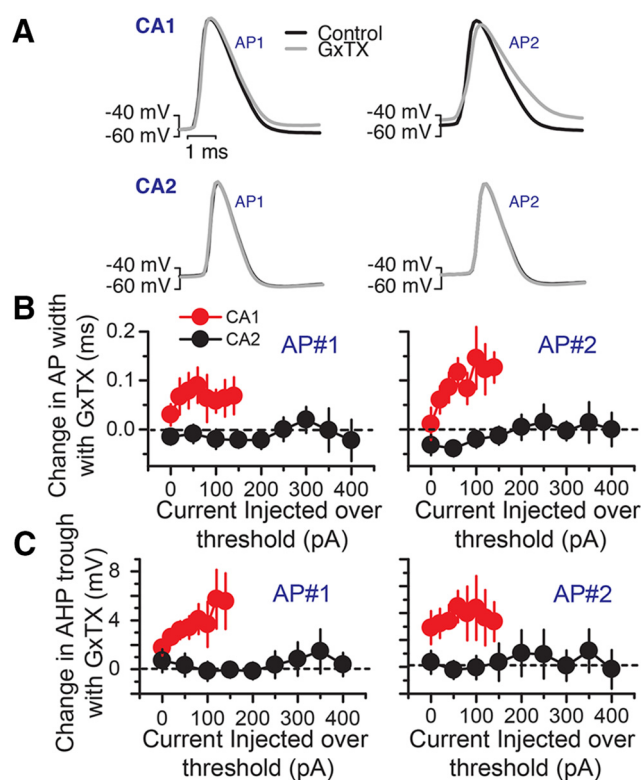 A
CA1
AP1
Control
GxTX
AP2
-40 mV
-60 mV
1 ms
-40 mV
-60 mV
CA2
AP1
AP2
-40 mV
-60 mV
-40 mV
-60 mV
B
Change in AP width
with GxTX (ms)
0.2
0.1
0.0
CA1
CA2
AP#1
AP#2
0 100 200 300 400
0 100 200 300 400
Current Injected over
threshold (pA)
Current Injected over
threshold (pA)
C
Change in AHP trough
with GxTX (mV)
8
4
0
AP#1
AP#2
0 100 200 300 400
0 100 200 300 400
Current Injected over
threshold (pA)
Current Injected over
threshold (pA)